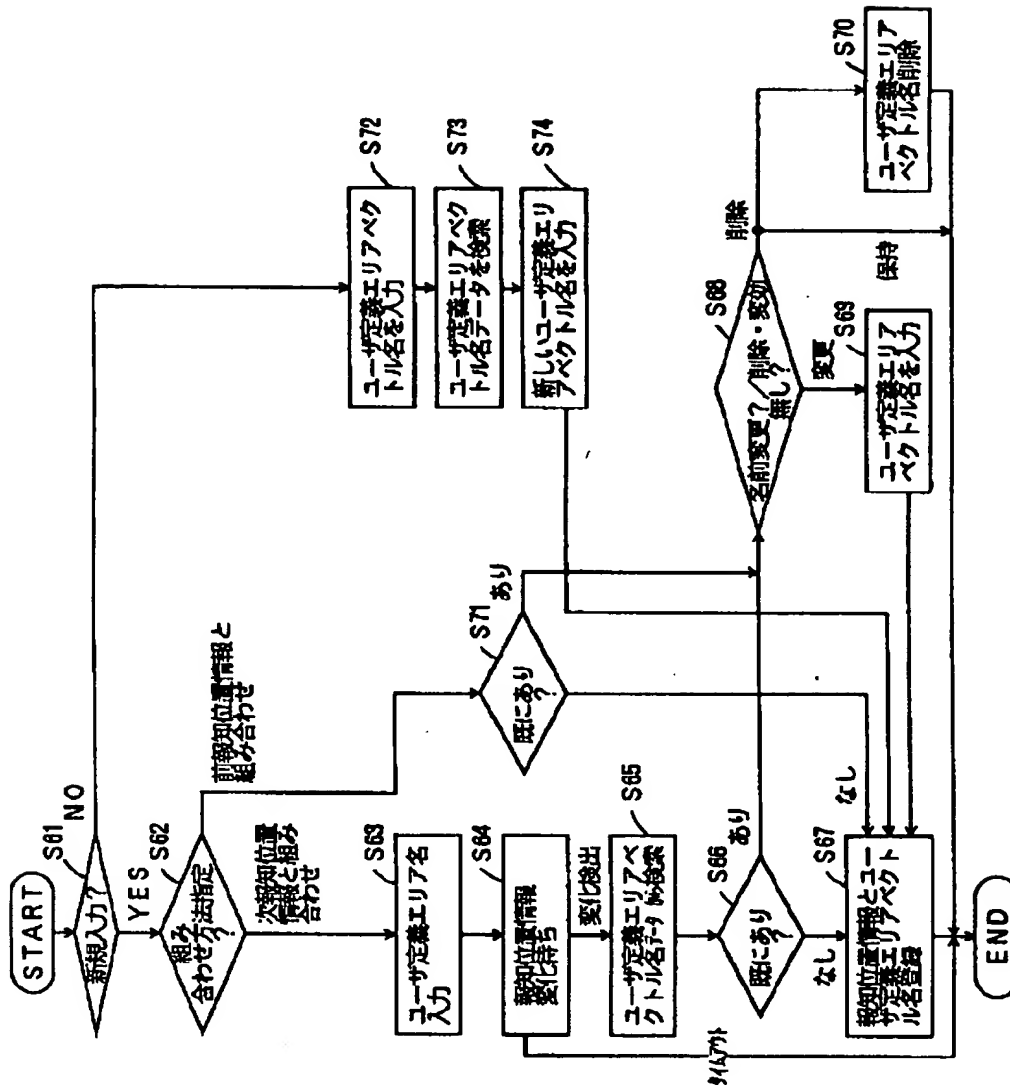 START
S61
新規入力?
NO
YES
S62
組み
合わせ方法指定
?
前報知位置情報と
組み合わせ
次報知位置
情報と組み
合わせ
S63
ユーザ定義エリア名
入力
S64
報知位置情報
変化待ち
変化検出
タイムアウト
S65
ユーザ定義エリアベ
クトル名データ
検索
S66
既にあり
?
あり
なし
S67
報知位置情報とユー
ザ定義エリアベクト
ル名登録
END
S71
既にあり
?
あり
なし
S72
ユーザ定義エリアベク
トル名を入力
S73
ユーザ定義エリアベク
トル名データを検索
S74
新しいユーザ定義エリ
アベクトル名を入力
S68
名前変更?/削除・変効
無し?
変更
削除
保持
S69
ユーザ定義エリア
ベクトル名を入力
S70
ユーザ定義エリア
ベクトル名削除